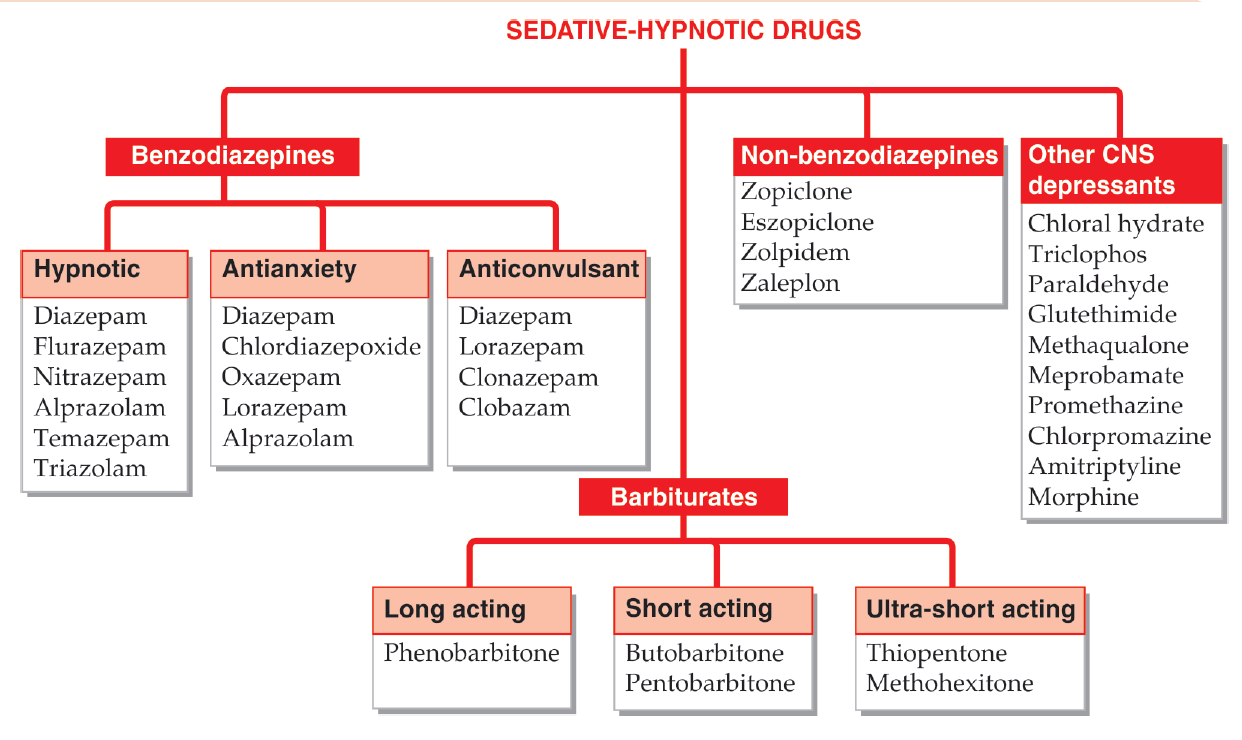 SEDATIVE-HYPNOTIC DRUGS
Benzodiazepines
Hypnotic
Diazepam
Flurazepam
Nitrazepam
Alprazolam
Temazepam
Triazolam
Antianxiety
Diazepam
Chlordiazepoxide
Oxazepam
Lorazepam
Alprazolam
Anticonvulsant
Diazepam
Lorazepam
Clonazepam
Clobazam
Non-benzodiazepines
Zopiclone
Eszopiclone
Zolpidem
Zaleplon
Other CNS
depressants
Chloral hydrate
Triclophos
Paraldehyde
Glutethimide
Methaqualone
Meprobamate
Promethazine
Chlorpromazine
Amitriptyline
Morphine
Barbiturates
Long acting
Phenobarbitone
Short acting
Butobarbitone
Pentobarbitone
Ultra-short acting
Thiopentone
Methohexitone